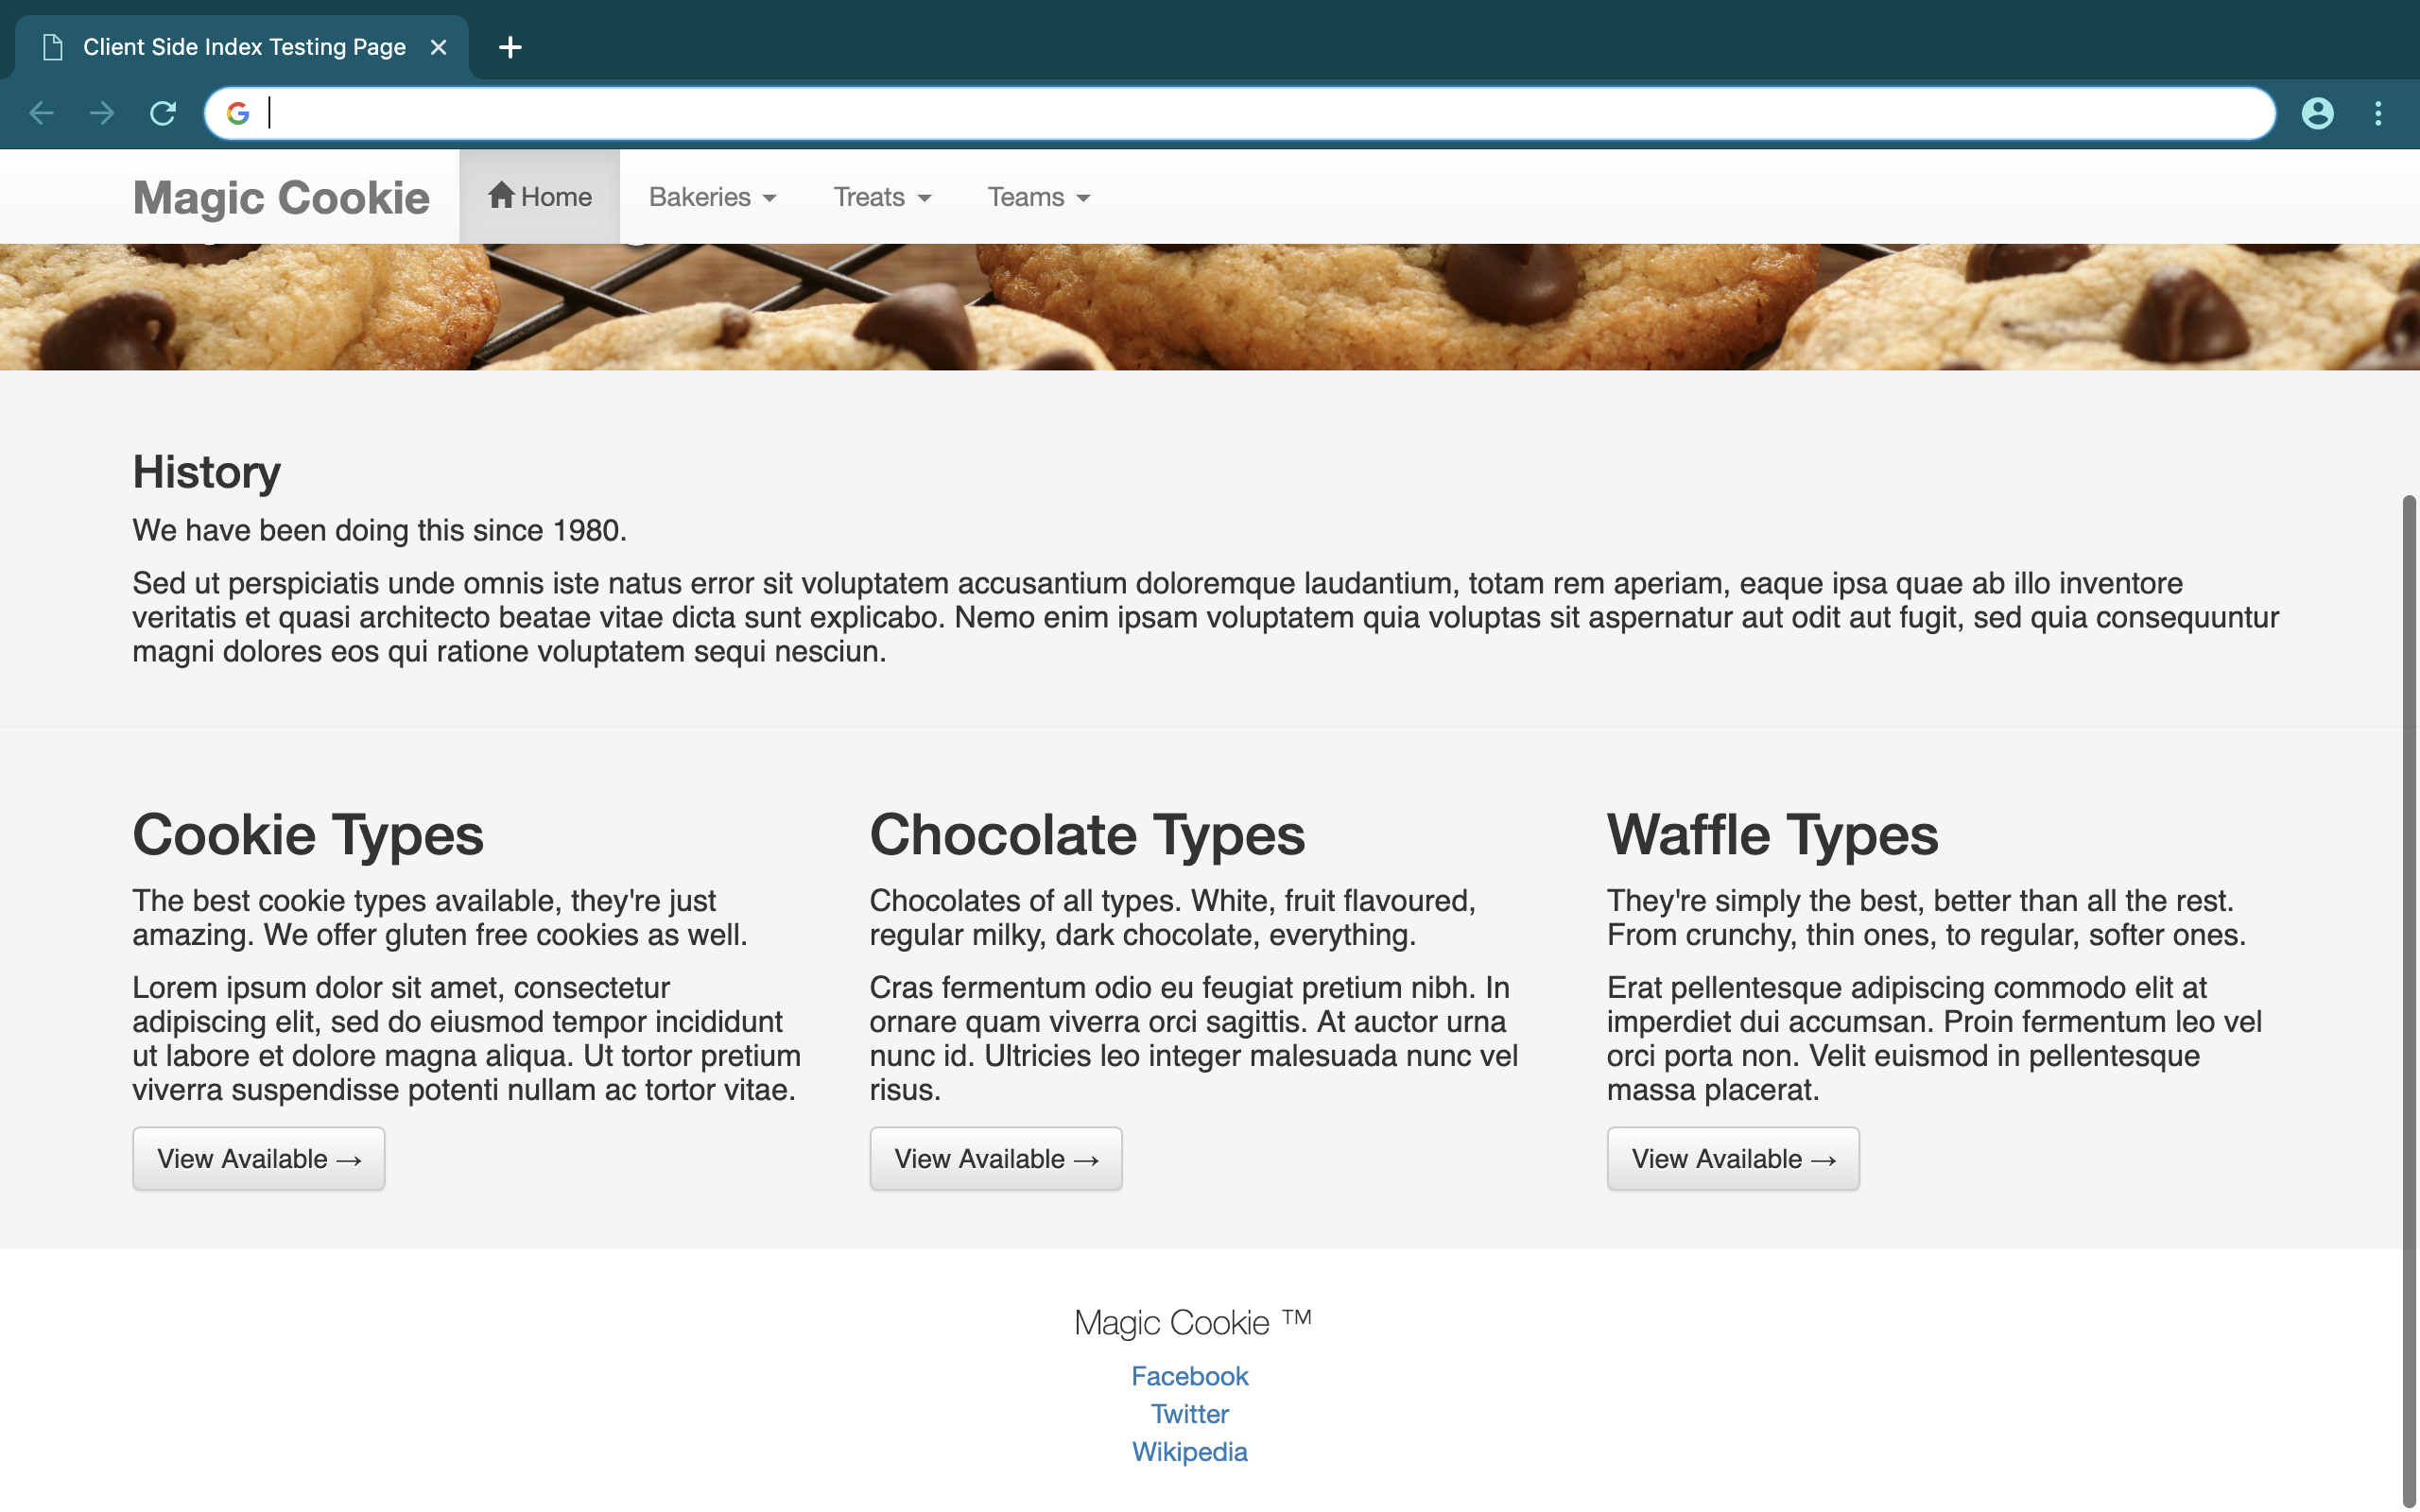 Client Side Index Testing Page
Magic Cookie
Home
Bakeries
Treats
Teams
History
We have been doing this since 1980.
Sed ut perspiciatis unde omnis iste natus error sit voluptatem accusantium doloremque laudantium, totam rem aperiam, eaque ipsa quae ab illo inventore
veritatis et quasi architecto beatae vitae dicta sunt explicabo. Nemo enim ipsam voluptatem quia voluptas sit aspernatur aut odit aut fugit, sed quia consequuntur
magni dolores eos qui ratione voluptatem sequi nesciun.
Cookie Types
The best cookie types available, they're just
amazing. We offer gluten free cookies as well.
Lorem ipsum dolor sit amet, consectetur
adipiscing elit, sed do eiusmod tempor incididunt
ut labore et dolore magna aliqua. Ut tortor pretium
viverra suspendisse potenti nullam ac tortor vitae.
View Available →
Chocolate Types
Chocolates of all types. White, fruit flavoured,
regular milky, dark chocolate, everything.
Cras fermentum odio eu feugiat pretium nibh. In
ornare quam viverra orci sagittis. At auctor urna
nunc id. Ultricies leo integer malesuada nunc vel
risus.
View Available →
Waffle Types
They're simply the best, better than all the rest.
From crunchy, thin ones, to regular, softer ones.
Erat pellentesque adipiscing commodo elit at
imperdiet dui accumsan. Proin fermentum leo vel
orci porta non. Velit euismod in pellentesque
massa placerat.
View Available →
Magic Cookie ™
Facebook
Twitter
Wikipedia